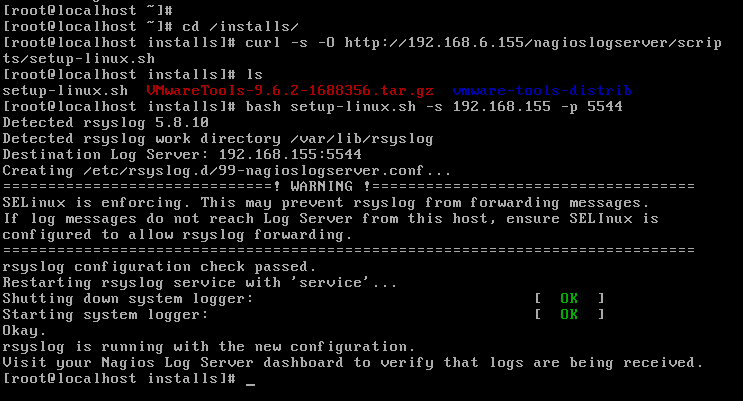 [root@localhost ~]#
[root@localhost ~]# cd /installs/
[root@localhost installs]# curl -s -O http://192.168.6.155/nagioslogserver/scrip
ts/setup-linux.sh
[root@localhost installs]# ls
setup-linux.sh  VMwareTools-9.6.2-1688356.tar.gz  vmware-tools-distrib
[root@localhost installs]# bash setup-linux.sh -s 192.168.155 -p 5544
Detected rsyslog 5.8.10
Detected rsyslog work directory /var/lib/rsyslog
Destination Log Server: 192.168.155:5544
Creating /etc/rsyslog.d/99-nagioslogserver.conf...
==============================! WARNING !====================================
SELinux is enforcing. This may prevent rsyslog from forwarding messages.
If log messages do not reach Log Server from this host, ensure SELInux is
configured to allow rsyslog forwarding.
=============================================================================
rsyslog configuration check passed.
Restarting rsyslog service with 'service'...
Shutting down system logger:                               [  OK  ]
Starting system logger:                                    [  OK  ]
Okay.
rsyslog is running with the new configuration.
Visit your Nagios Log Server dashboard to verify that logs are being received.
[root@localhost installs]# _